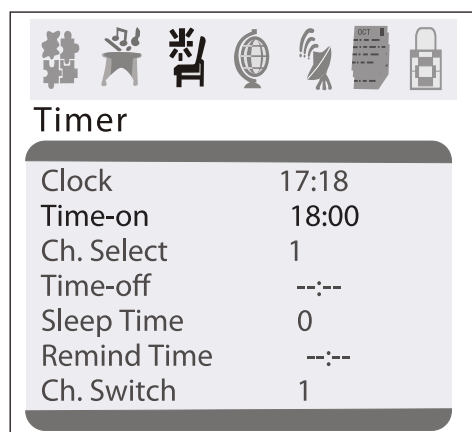 OCT
Timer
Clock 17:18
Time-on 18:00
Ch. Select 1
Time-off --:--
Sleep Time 0
Remind Time --:--
Ch. Switch 1